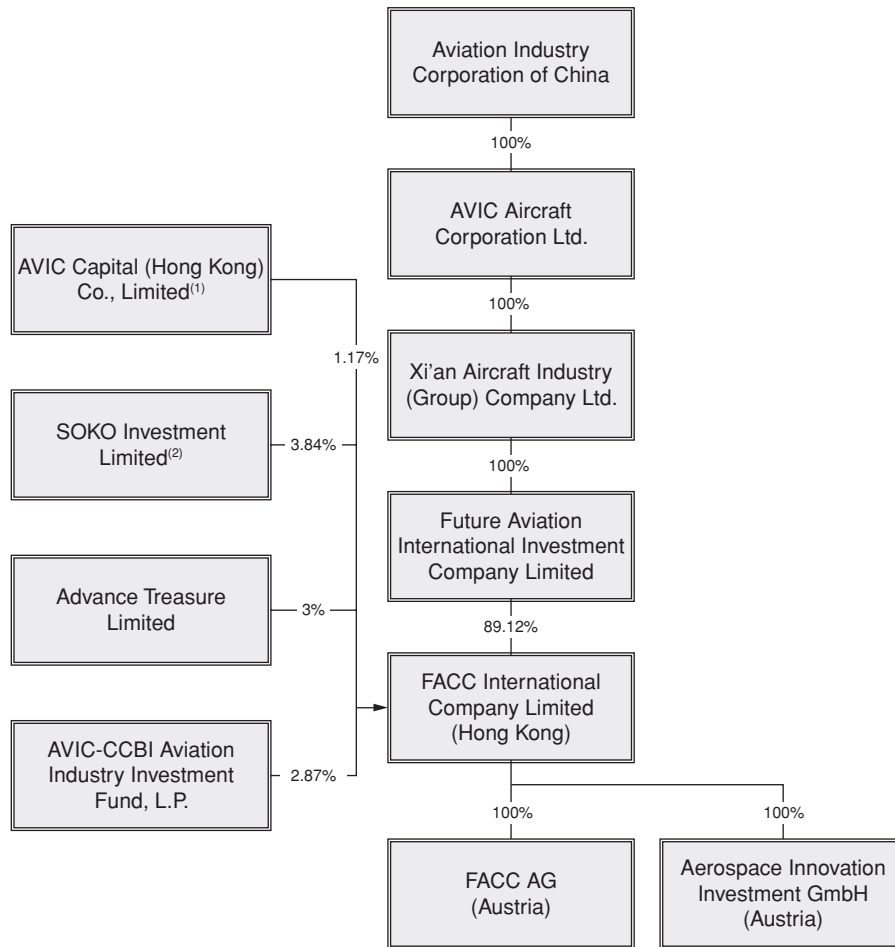 Aviation Industry
Corporation of China
100%
AVIC Aircraft
Corporation Ltd.
AVIC Capital (Hong Kong)
Co., Limited(1)
100%
1.17%
Xi'an Aircraft Industry
(Group) Company Ltd.
SOKO Investment
Limited(2)
3.84%
100%
Future Aviation
International Investment
Company Limited
Advance Treasure
Limited
3%
89.12%
FACC International
Company Limited
(Hong Kong)
AVIC-CCBI Aviation
Industry Investment
Fund, L.P.
2.87%
100%
100%
FACC AG
(Austria)
Aerospace Innovation
Investment GmbH
(Austria)